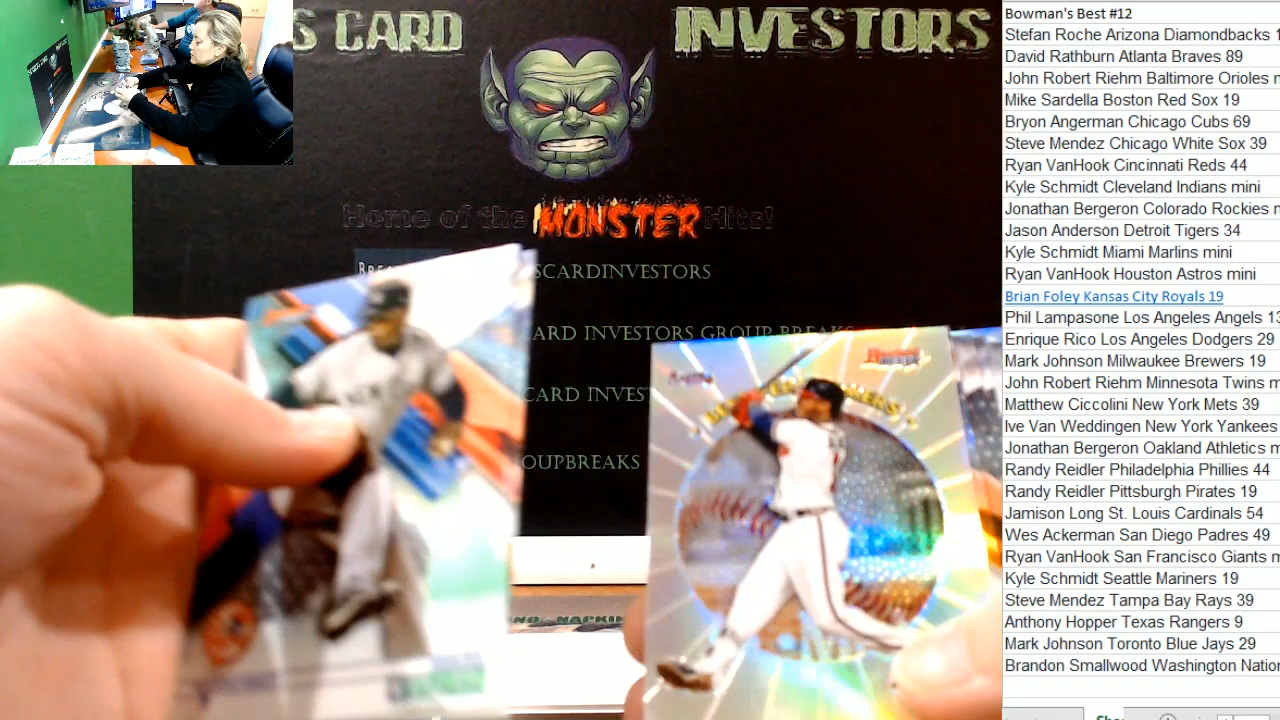 S CARD INVESTORS
Home of the MONSTER Hits!
SCARDINVESTORS
ARD INVESTORS GROUP BREAKS
CARD INVES
OUPBREAKS
NO NAPKIN
Bowman's Best #12
Stefan Roche Arizona Diamondbacks 1
David Rathburn Atlanta Braves 89
John Robert Riehm Baltimore Orioles m
Mike Sardella Boston Red Sox 19
Bryon Angerman Chicago Cubs 69
Steve Mendez Chicago White Sox 39
Ryan VanHook Cincinnati Reds 44
Kyle Schmidt Cleveland Indians mini
Jonathan Bergeron Colorado Rockies m
Jason Anderson Detroit Tigers 34
Kyle Schmidt Miami Marlins mini
Ryan VanHook Houston Astros mini
Brian Foley Kansas City Royals 19
Phil Lampasone Los Angeles Angels 13
Enrique Rico Los Angeles Dodgers 29
Mark Johnson Milwaukee Brewers 19
John Robert Riehm Minnesota Twins m
Matthew Ciccolini New York Mets 39
Ive Van Weddingen New York Yankees
Jonathan Bergeron Oakland Athletics m
Randy Reidler Philadelphia Phillies 44
Randy Reidler Pittsburgh Pirates 19
Jamison Long St. Louis Cardinals 54
Wes Ackerman San Diego Padres 49
Ryan VanHook San Francisco Giants m
Kyle Schmidt Seattle Mariners 19
Steve Mendez Tampa Bay Rays 39
Anthony Hopper Texas Rangers 9
Mark Johnson Toronto Blue Jays 29
Brandon Smallwood Washington Nation